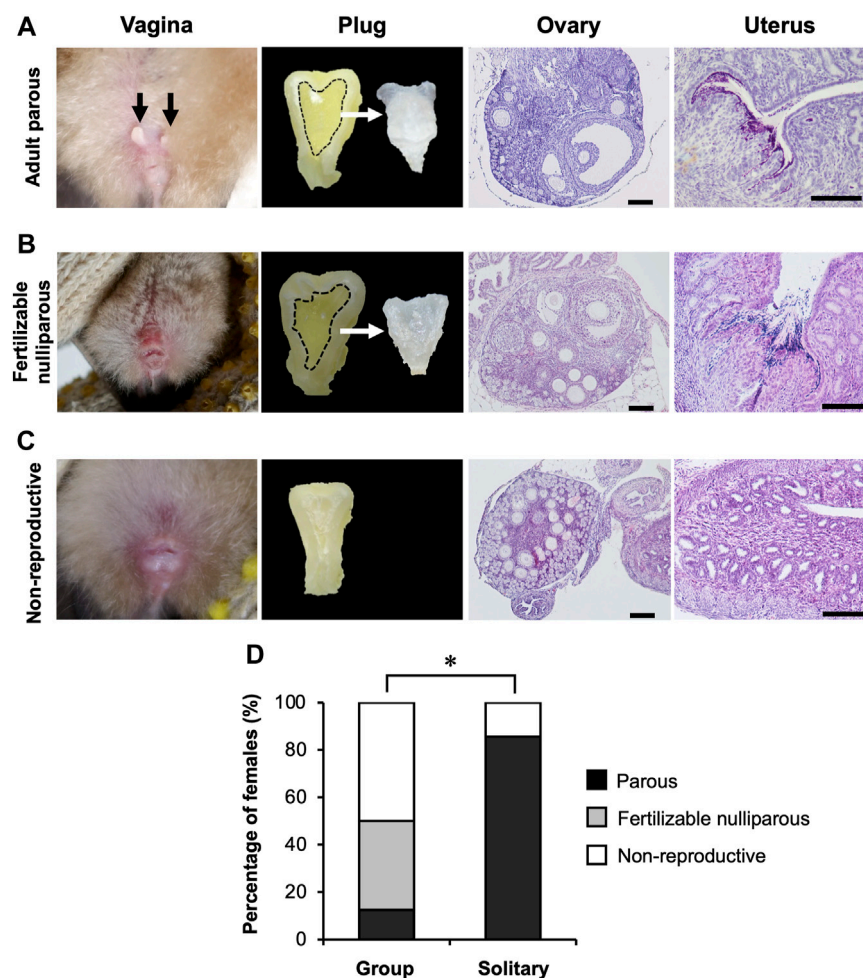 A
Vagina
Plug
Ovary
Uterus
Adult parous
B
Fertilizable
nulliparous
C
Non-reproductive
D
*
Percentage of females (%)
100
80
60
40
20
0
Group
Solitary
Parous
Fertilizable nulliparous
Non-reproductive